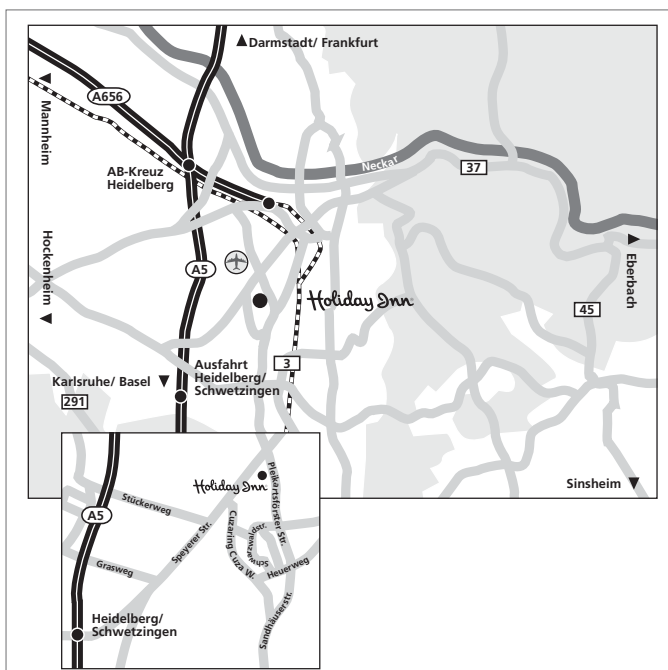 Darmstadt/ Frankfurt
A656
Mannheim
AB-Kreuz
Heidelberg
Neckar
37
Hockenheim
A5
Eberbach
Holiday Inn
45
3
Ausfahrt
Heidelberg/
Schwetzingen
Karlsruhe/ Basel
291
Sinsheim
Holiday Inn
Pleikartsförster Str.
Stückerweg
A5
Speyerer Str.
Cuzaring Cuza W.
Schwarzwaldstr.
Grasweg
Heuerweg
Sandhäuserstr.
Heidelberg/
Schwetzingen